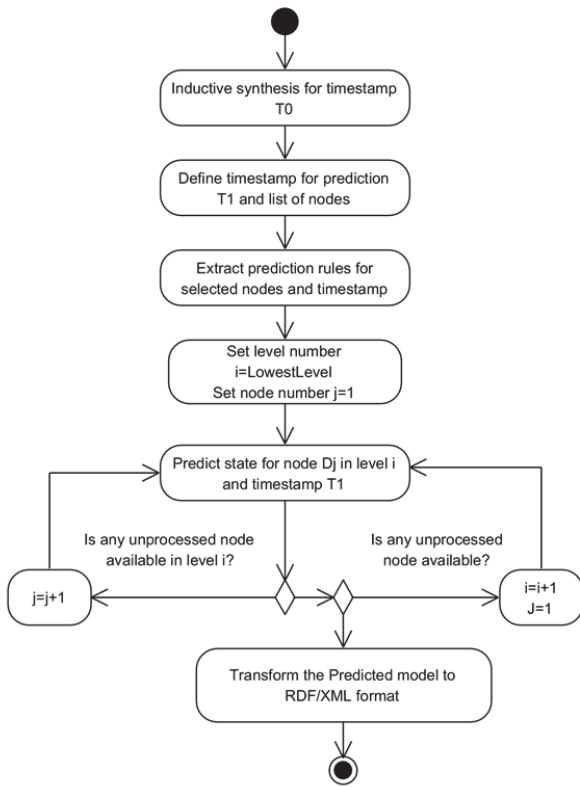 Inductive synthesis for timestamp
T0
Define timestamp for prediction
T1 and list of nodes
Extract prediction rules for
selected nodes and timestamp
Set level number
i=LowestLevel
Set node number j=1
Predict state for node Dj in level i
and timestamp T1
Is any unprocessed node
available in level i?
Is any unprocessed
node available?
j=j+1
i=i+1
J=1
Transform the Predicted model to
RDF/XML format